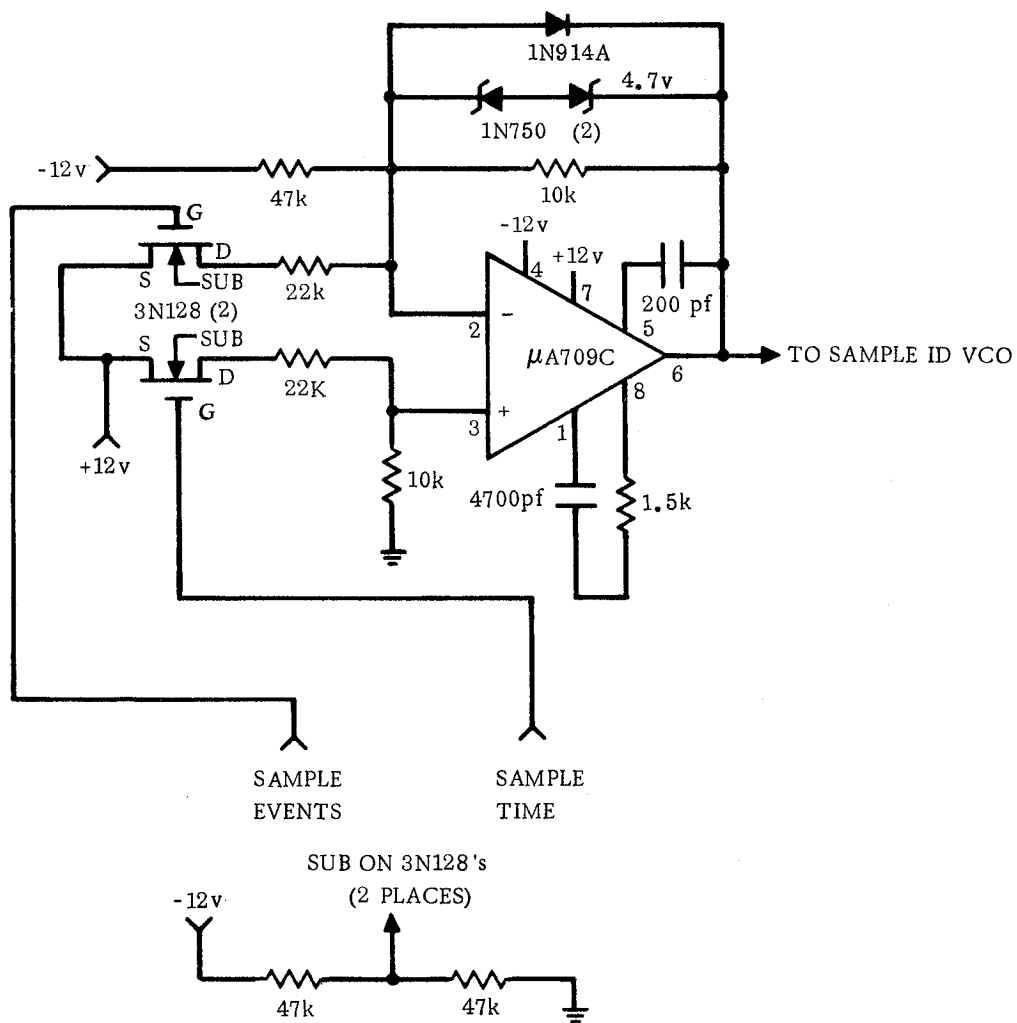 1N914A
4.7v
1N750 (2)
-12v
47k
10k
G
-12v
D
+12v
4
S
SUB
7
22k
200 pf
3N128 (2)
2
−
5
S
SUB
μA709C
TO SAMPLE ID VCO
D
22K
6
8
G
3
+
1
+12v
10k
4700pf
1.5k
SAMPLE
EVENTS
SAMPLE
TIME
SUB ON 3N128's
(2 PLACES)
-12v
47k
47k